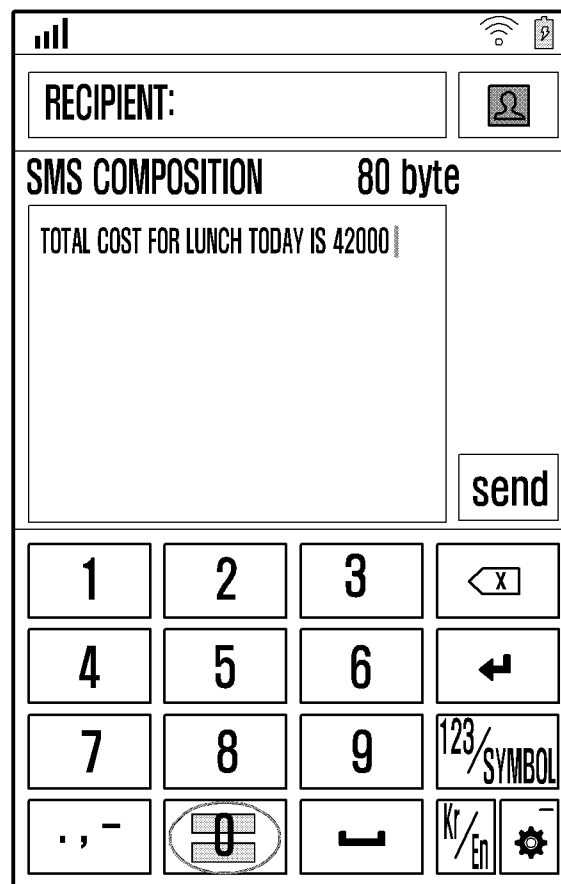 RECIPIENT:
SMS COMPOSITION 80 byte
TOTAL COST FOR LUNCH TODAY IS 42000
send
1 2 3 X
4 5 6
7 8 9 123/SYMBOL
. , – 0 Kr/En